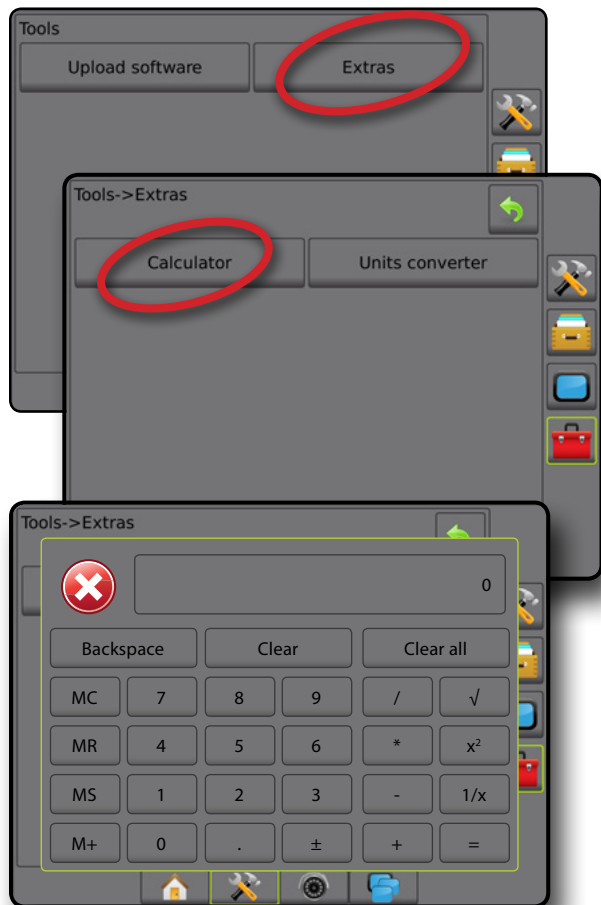 Tools
Upload software Extras
Tools->Extras
Calculator Units converter
Tools->Extras
0
Backspace Clear Clear all
MC 7 8 9 / √
MR 4 5 6 * x²
MS 1 2 3 - 1/x
M+ 0 . ± + =